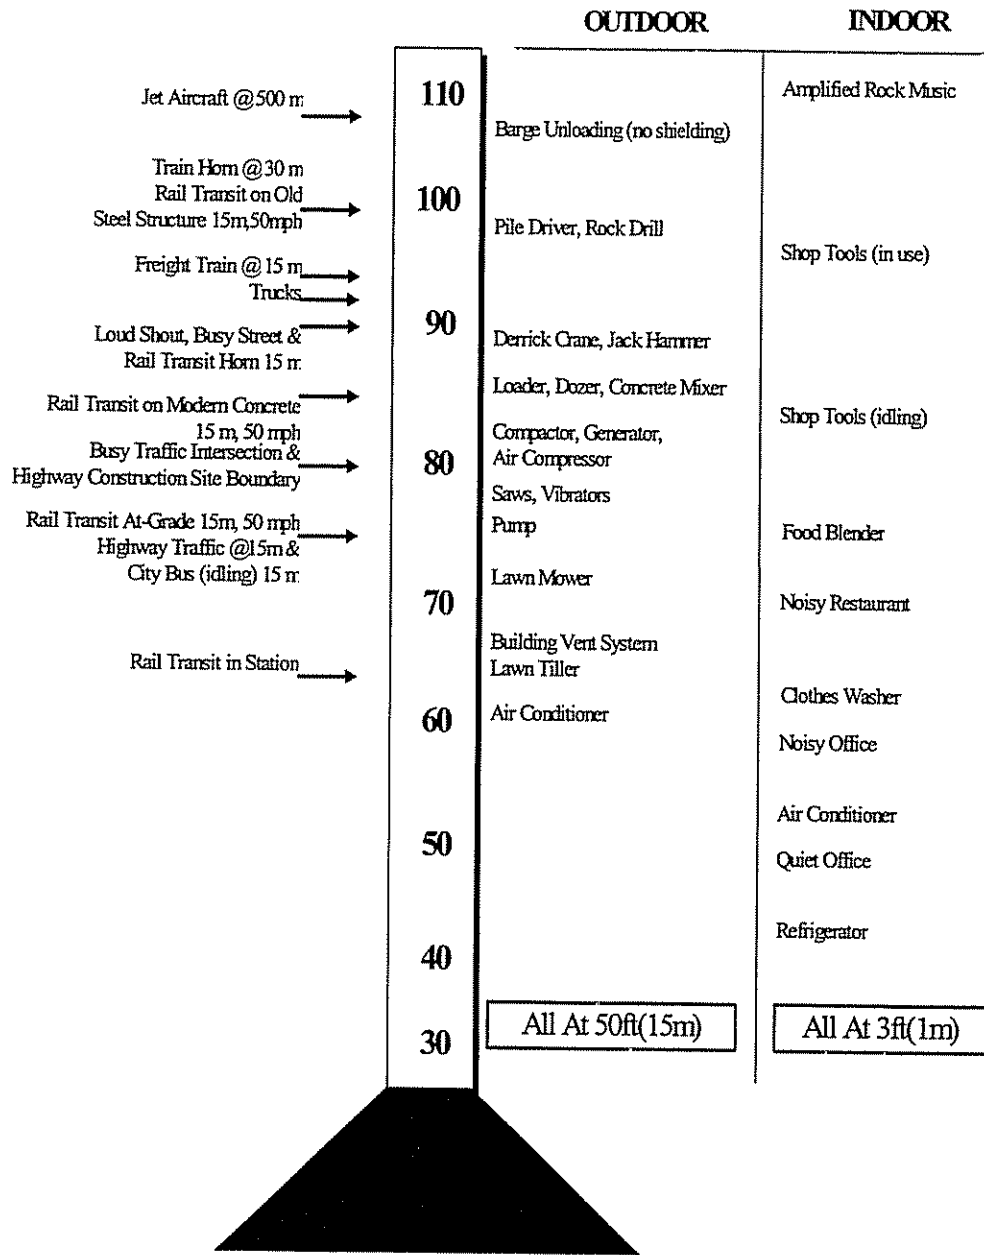 OUTDOOR
INDOOR
Jet Aircraft @ 500 m
Train Horn @ 30 m
Rail Transit on Old
Steel Structure 15m,50mph
Freight Train @ 15 m
Trucks
Loud Shout, Busy Street &
Rail Transit Horn 15 m
Rail Transit on Modern Concrete
15 m, 50 mph
Busy Traffic Intersection &
Highway Construction Site Boundary
Rail Transit At-Grade 15m, 50 mph
Highway Traffic @15m &
City Bus (idling) 15 m
Rail Transit in Station
110
100
90
80
70
60
50
40
30
Barge Unloading (no shielding)
Pile Driver, Rock Drill
Derrick Crane, Jack Hammer
Loader, Dozer, Concrete Mixer
Compactor, Generator,
Air Compressor
Saws, Vibrators
Pump
Lawn Mower
Building Vent System
Lawn Tiller
Air Conditioner
All At 50ft(15m)
Amplified Rock Music
Shop Tools (in use)
Shop Tools (idling)
Food Blender
Noisy Restaurant
Clothes Washer
Noisy Office
Air Conditioner
Quiet Office
Refrigerator
All At 3ft(1m)